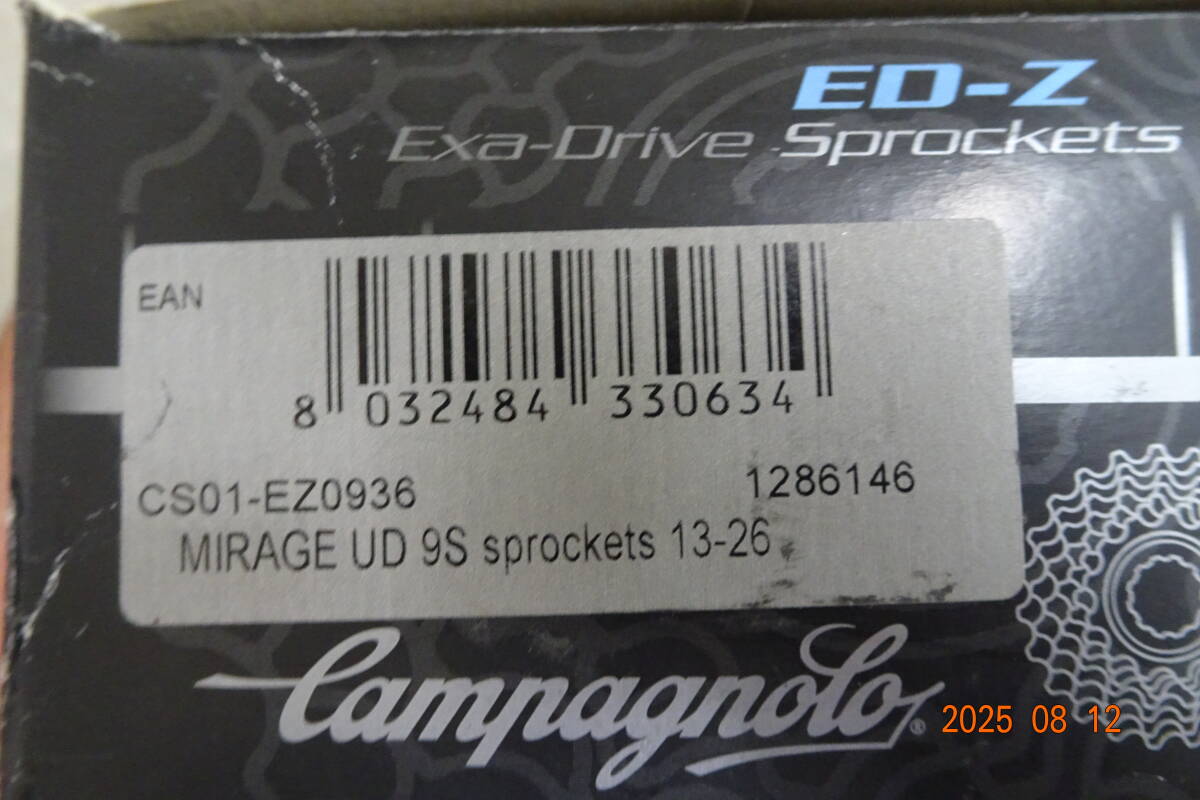 ED-Z
Exa-Drive Sprockets
EAN
8 032484 330634
CS01-EZ0936 1286146
MIRAGE UD 9S sprockets 13-26
Campagnolo®
2025 08 12